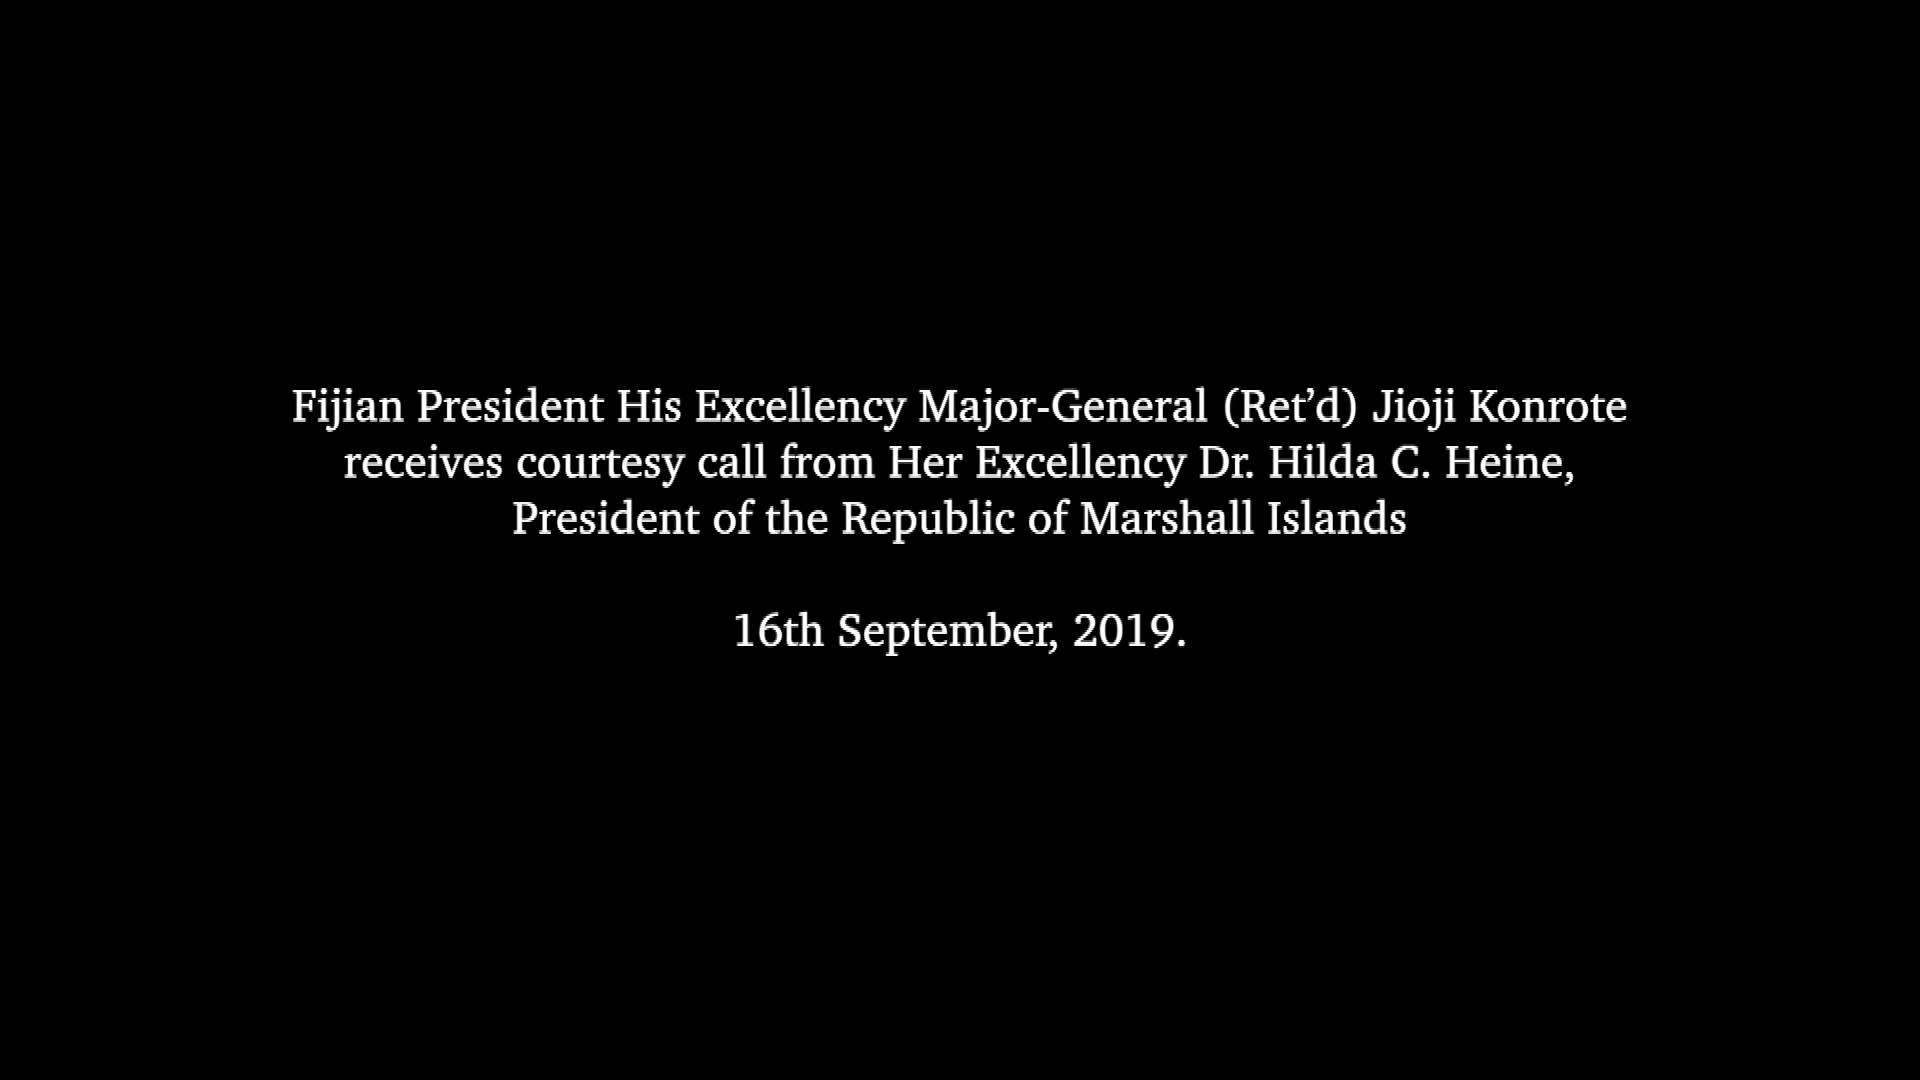 Fijian President His Excellency Major-General (Ret’d) Jioji Konrote
receives courtesy call from Her Excellency Dr. Hilda C. Heine,
President of the Republic of Marshall Islands
16th September, 2019.